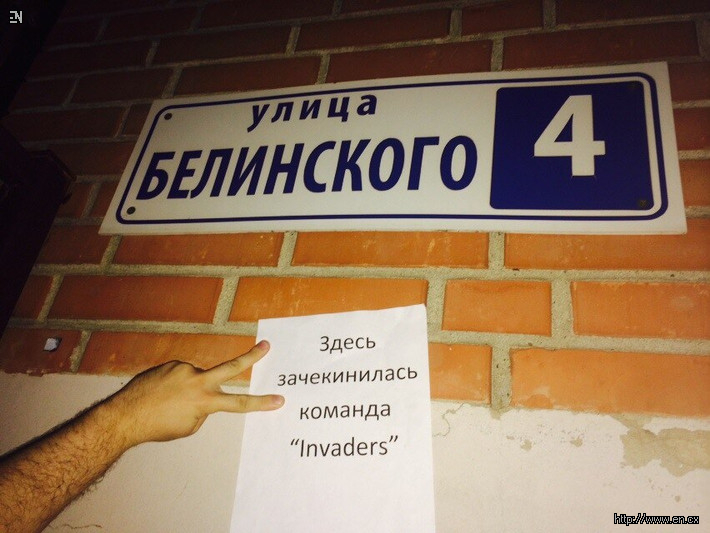 EN
улица
БЕЛИНСКОГО
4
Здесь
зачекинилась
команда
“Invaders”
http://www.en.cx